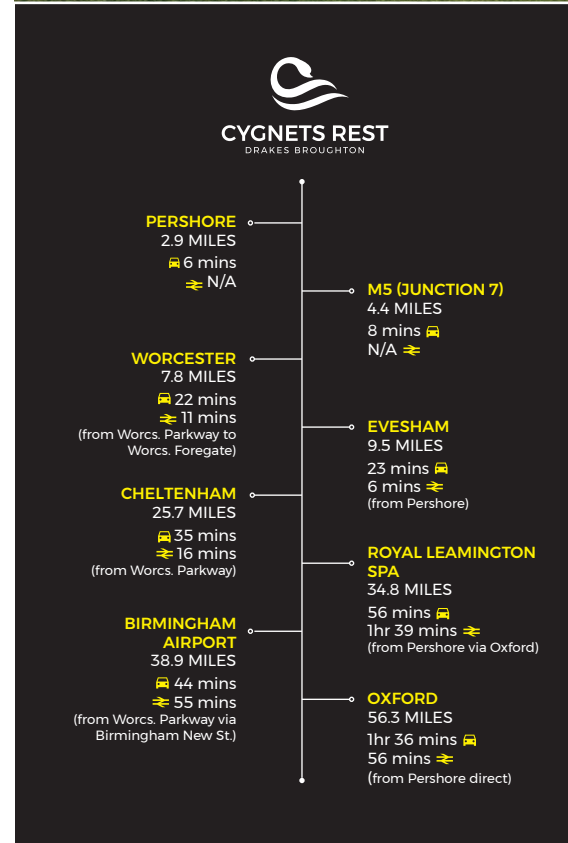 CYGNETS REST
DRAKES BROUGHTON
PERSHORE
2.9 MILES
6 mins
N/A
M5 (JUNCTION 7)
4.4 MILES
8 mins
N/A
WORCESTER
7.8 MILES
22 mins
11 mins
(from Worcs. Parkway to
Worcs. Foregate)
EVESHAM
9.5 MILES
23 mins
6 mins
(from Pershore)
CHELTENHAM
25.7 MILES
35 mins
16 mins
(from Worcs. Parkway)
ROYAL LEAMINGTON
SPA
34.8 MILES
56 mins
1hr 39 mins
(from Pershore via Oxford)
BIRMINGHAM
AIRPORT
38.9 MILES
44 mins
55 mins
(from Worcs. Parkway via
Birmingham New St.)
OXFORD
56.3 MILES
1hr 36 mins
56 mins
(from Pershore direct)